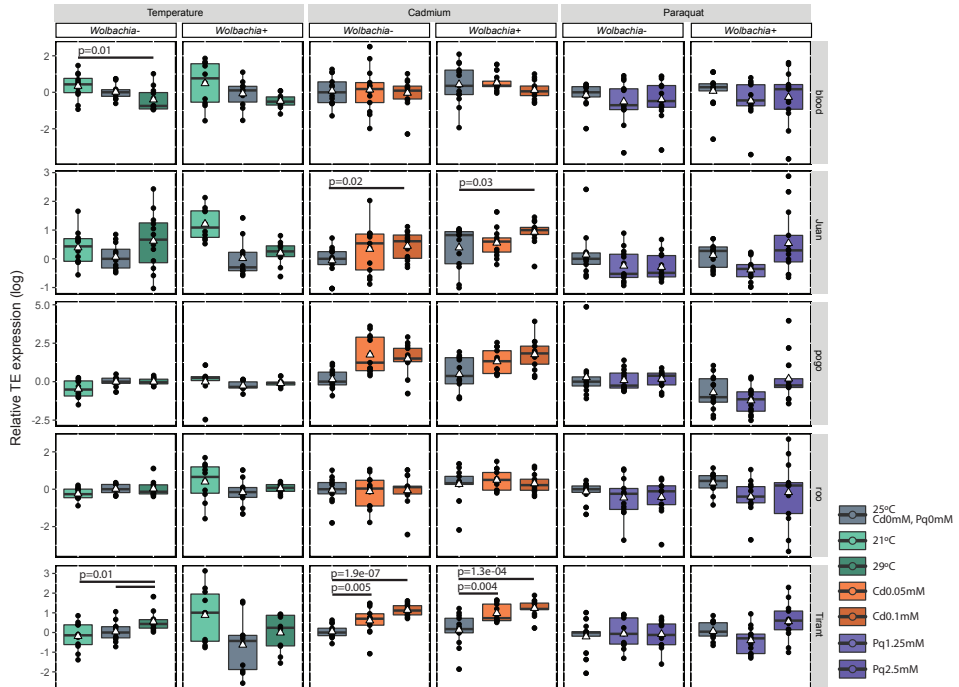 Temperature
Cadmium
Paraquat
Wolbachia-
Wolbachia+
Wolbachia-
Wolbachia+
Wolbachia-
Wolbachia+
Relative TE expression (log)
2
0
-2
p=0.01
blood
2
1
0
1
p=0.02
p=0.03
Juan
5.0
2.5
0.0
-2.5
pogo
2
0
-2
roo
3
2
1
0
-1
-2
p=0.01
p=1.9e-07
p=0.005
p=1.3e-04
p=0.004
Tirant
25ºC
Cd0mM, Pq0mM
21ºC
29ºC
Cd0.05mM
Cd0.1mM
Pq1.25mM
Pq2.5mM